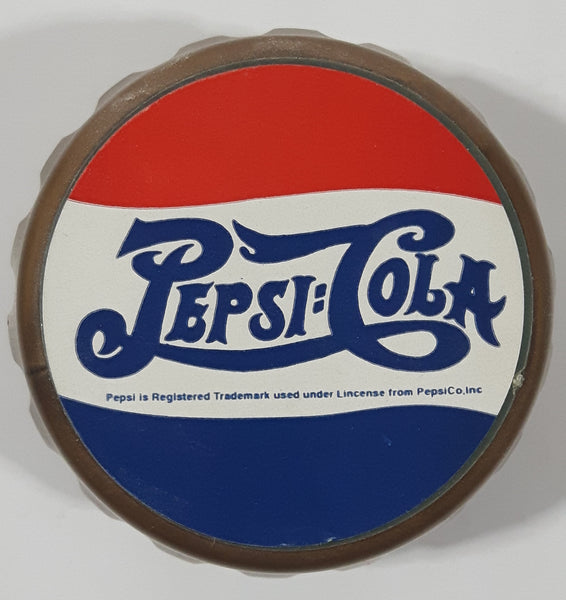 PEPSI:COLA
Pepsi is Registered Trademark used under Lincense from PepsiCo,Inc